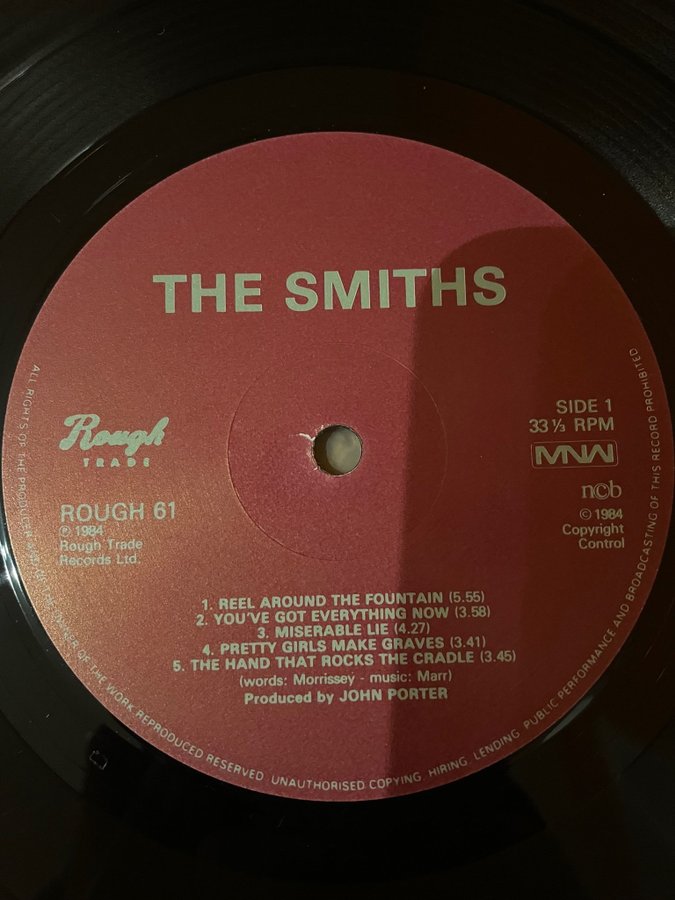 THE SMITHS
Rough
TRADE
ROUGH 61
℗ 1984
Rough Trade
Records Ltd.
SIDE 1
33 ⅓ RPM
MNW
ncb
© 1984
Copyright
Control
1. REEL AROUND THE FOUNTAIN (5.55)
2. YOU'VE GOT EVERYTHING NOW (3.58)
3. MISERABLE LIE (4.27)
4. PRETTY GIRLS MAKE GRAVES (3.41)
5. THE HAND THAT ROCKS THE CRADLE (3.45)
(words: Morrissey - music: Marr)
Produced by JOHN PORTER
ALL RIGHTS OF THE PRODUCER AND OF THE OWNER OF THE WORK REPRODUCED RESERVED. UNAUTHORISED COPYING, HIRING, LENDING, PUBLIC PERFORMANCE AND BROADCASTING OF THIS RECORD PROHIBITED